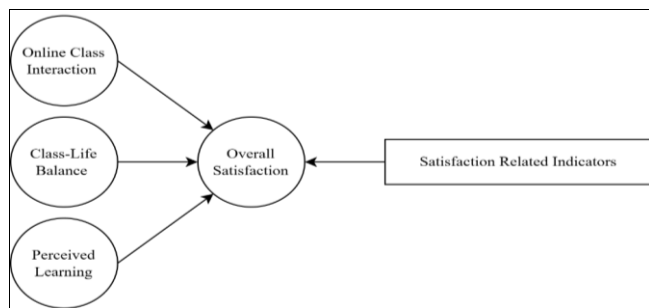 Online Class
Interaction
Class-Life
Balance
Overall
Satisfaction
Satisfaction Related Indicators
Perceived
Learning